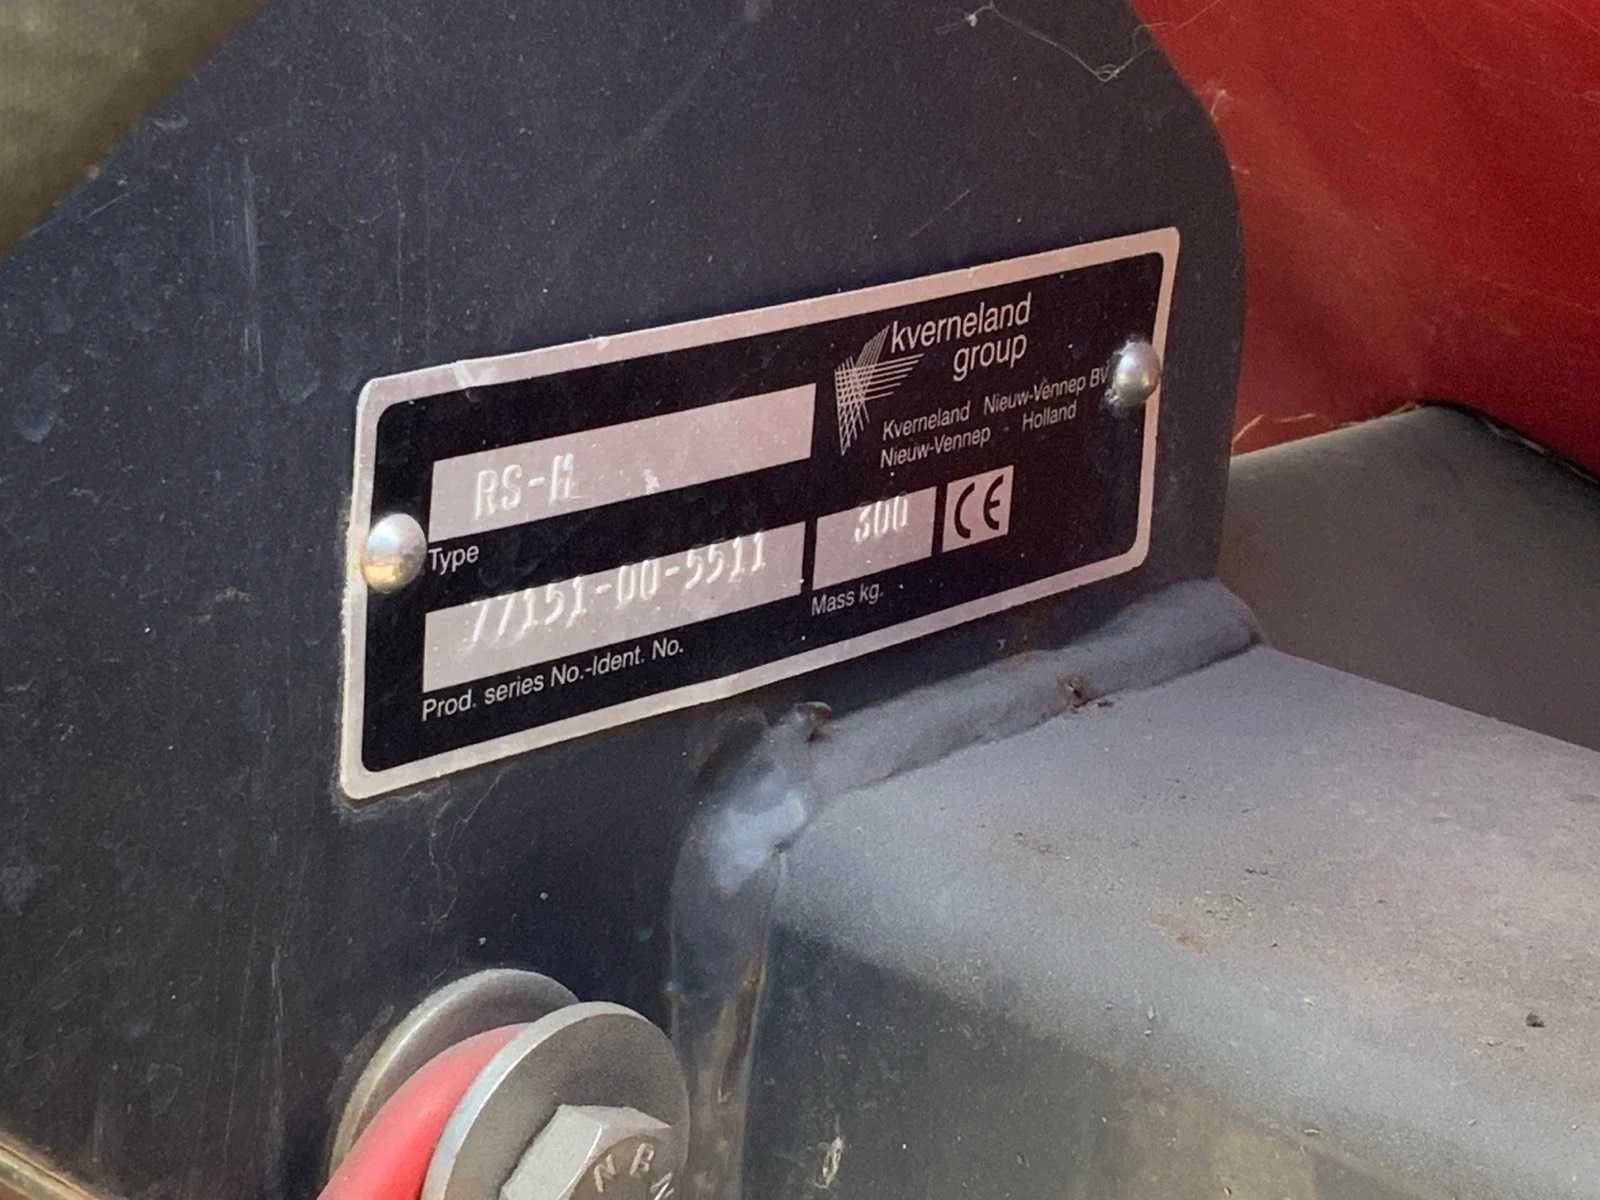 kverneland
group
Kverneland Nieuw-Vennep BV
Nieuw-Vennep - Holland
RS-M
Type
77151-00-5511
300
CE
Prod. series No.-Ident. No.
Mass kg.